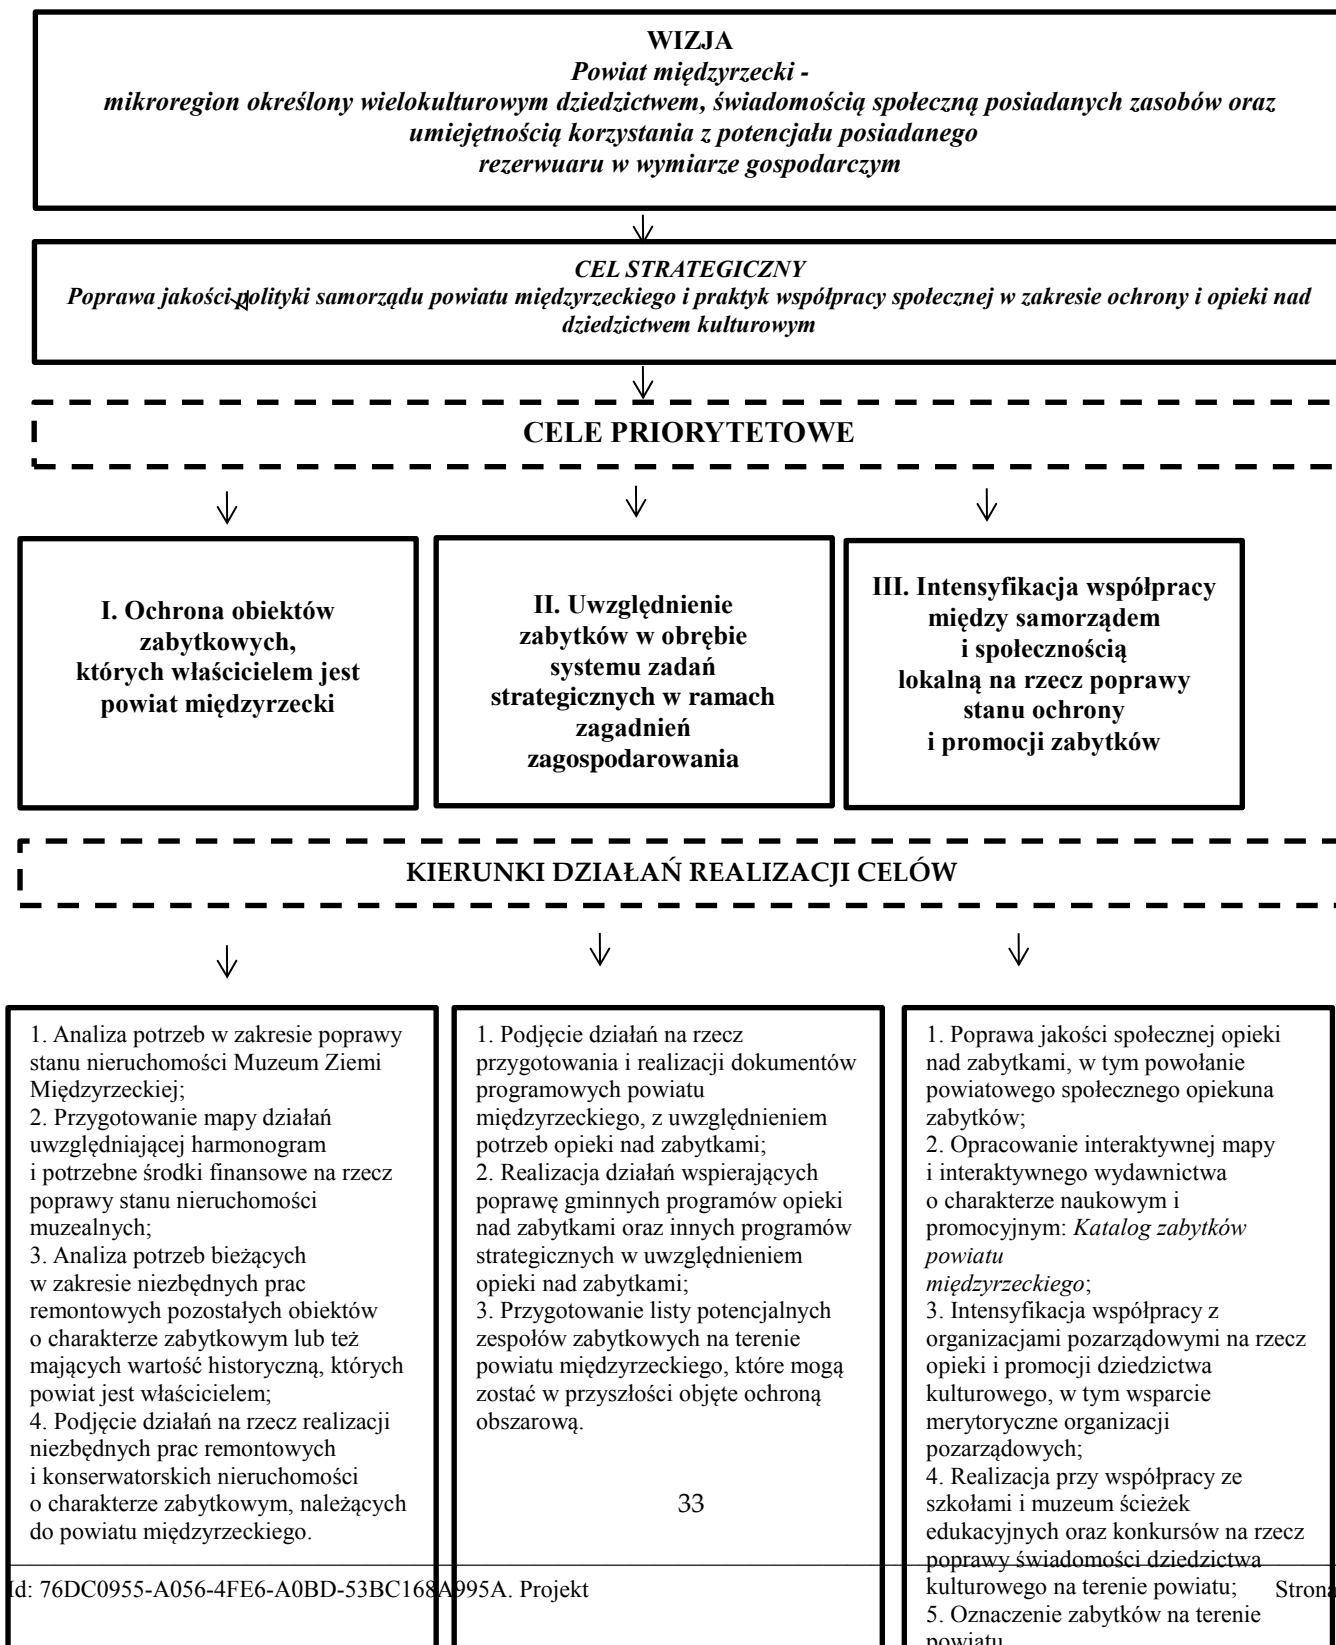 WIZJA
Powiat międzyrzecki -
mikroregion określony wielokulturowym dziedzictwem, świadomością społeczną posiadanych zasobów oraz
umiejętnością korzystania z potencjału posiadanego
rezerwuaru w wymiarze gospodarczym
CEL STRATEGICZNY
Poprawa jakości polityki samorządu powiatu międzyrzeckiego i praktyk współpracy społecznej w zakresie ochrony i opieki nad
dziedzictwem kulturowym
CELE PRIORYTETOWE
I. Ochrona obiektów
zabytkowych,
których właścicielem jest
powiat międzyrzecki
II. Uwzględnienie
zabytków w obrębie
systemu zadań
strategicznych w ramach
zagadnień
zagospodarowania
III. Intensyfikacja współpracy
między samorządem
i społecznością
lokalną na rzecz poprawy
stanu ochrony
i promocji zabytków
KIERUNKI DZIAŁAŃ REALIZACJI CELÓW
1. Analiza potrzeb w zakresie poprawy
stanu nieruchomości Muzeum Ziemi
Międzyrzeckiej;
2. Przygotowanie mapy działań
uwzględniającej harmonogram
i potrzebne środki finansowe na rzecz
poprawy stanu nieruchomości
muzealnych;
3. Analiza potrzeb bieżących
w zakresie niezbędnych prac
remontowych pozostałych obiektów
o charakterze zabytkowym lub też
mających wartość historyczną, których
powiat jest właścicielem;
4. Podjęcie działań na rzecz realizacji
niezbędnych prac remontowych
i konserwatorskich nieruchomości
o charakterze zabytkowym, należących
do powiatu międzyrzeckiego.
1. Podjęcie działań na rzecz
przygotowania i realizacji dokumentów
programowych powiatu
międzyrzeckiego, z uwzględnieniem
potrzeb opieki nad zabytkami;
2. Realizacja działań wspierających
poprawę gminnych programów opieki
nad zabytkami oraz innych programów
strategicznych w uwzględnieniem
opieki nad zabytkami;
3. Przygotowanie listy potencjalnych
zespołów zabytkowych na terenie
powiatu międzyrzeckiego, które mogą
zostać w przyszłości objęte ochroną
obszarową.
1. Poprawa jakości społecznej opieki
nad zabytkami, w tym powołanie
powiatowego społecznego opiekuna
zabytków;
2. Opracowanie interaktywnej mapy
i interaktywnego wydawnictwa
o charakterze naukowym i
promocyjnym: Katalog zabytków
powiatu
międzyrzeckiego;
3. Intensyfikacja współpracy z
organizacjami pozarządowymi na rzecz
opieki i promocji dziedzictwa
kulturowego, w tym wsparcie
merytoryczne organizacji
pozarządowych;
4. Realizacja przy współpracy ze
szkołami i muzeum ścieżek
edukacyjnych oraz konkursów na rzecz
poprawy świadomości dziedzictwa
kulturowego na terenie powiatu;
5. Oznaczenie zabytków na terenie
powiatu
33
Id: 76DC0955-A056-4FE6-A0BD-53BC168A995A. Projekt
Strona